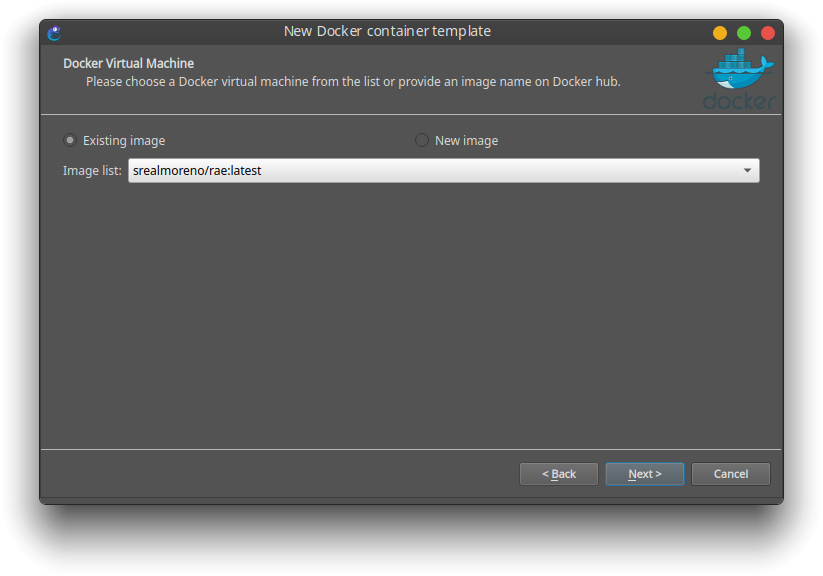 New Docker container template
Docker Virtual Machine
Please choose a Docker virtual machine from the list or provide an image name on Docker hub.
docker
Existing image
New image
Image list:
srealmoreno/rae:latest
< Back
Next >
Cancel